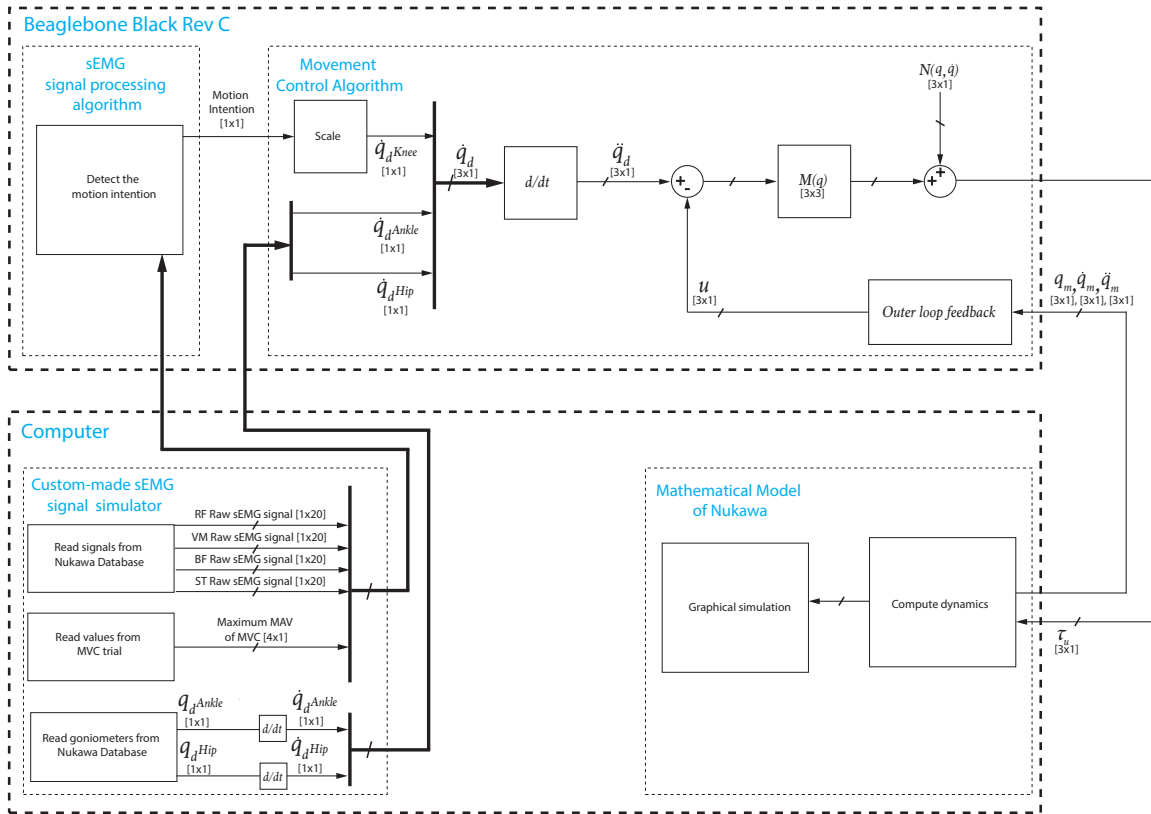 Beaglebone Black Rev C
sEMG
signal processing
algorithm
Detect the
motion intention
Motion
Intention
[1x1]
Movement
Control Algorithm
Scale
q̇_d^Knee
[1x1]
q̇_d^Ankle
[1x1]
q̇_d^Hip
[1x1]
q̇_d
[3x1]
d/dt
q̈_d
[3x1]
+
-
M(q)
[3x3]
N(q, q̇)
[3x1]
+
+
u
[3x1]
Outer loop feedback
q_m, q̇_m, q̈_m
[3x1], [3x1], [3x1]
Computer
Custom-made sEMG
signal simulator
Read signals from
Nukawa Database
RF Raw sEMG signal [1x20]
VM Raw sEMG signal [1x20]
BF Raw sEMG signal [1x20]
ST Raw sEMG signal [1x20]
Read values from
MVC trial
Maximum MAV
of MVC [4x1]
Read goniometers from
Nukawa Database
q_d^Ankle
[1x1]
d/dt
q̇_d^Ankle
[1x1]
q_d^Hip
[1x1]
d/dt
q̇_d^Hip
[1x1]
Mathematical Model
of Nukawa
Graphical simulation
Compute dynamics
τ_u
[3x1]